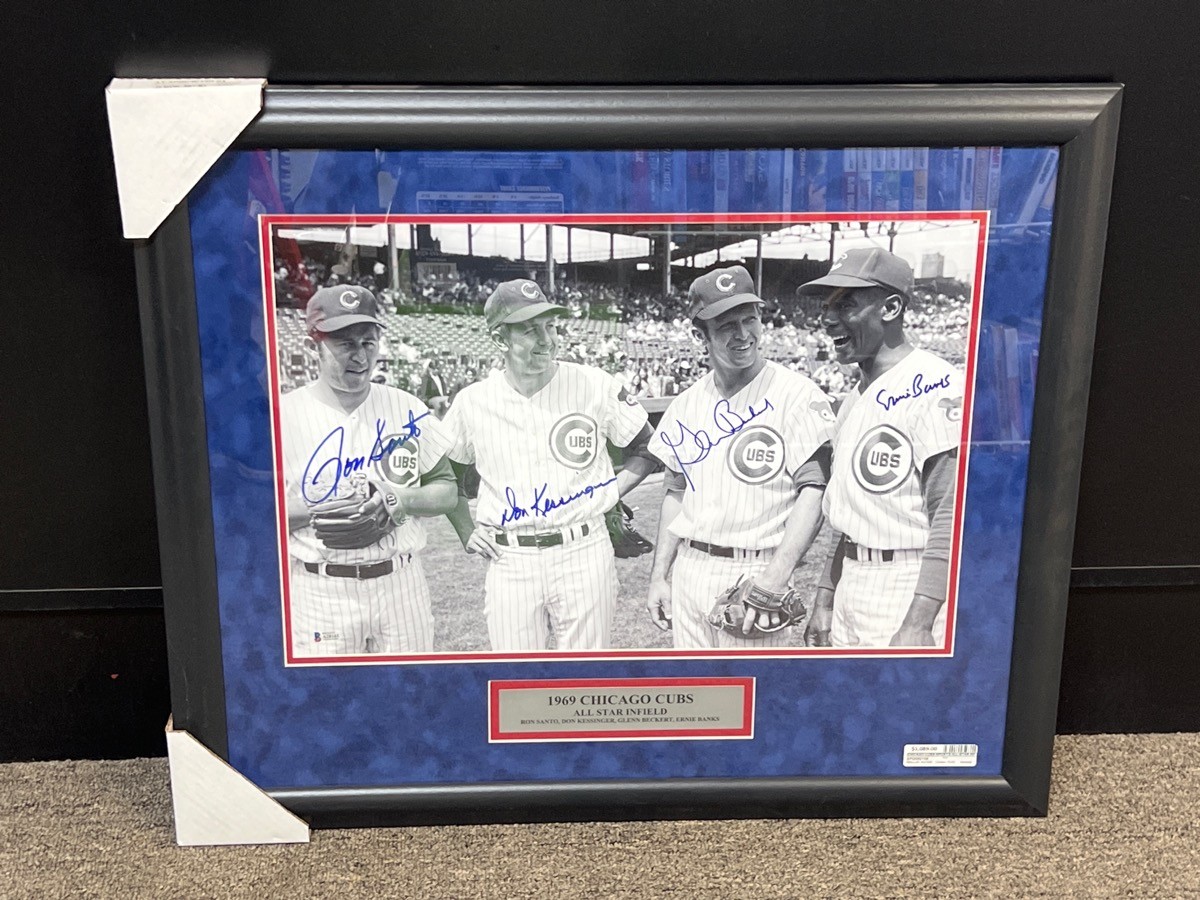 C
C
C
CUBS
CUBS
CUBS
CUBS
Ron Santo
Don Kessinger
Glenn Beckert
Ernie Banks
1969 CHICAGO CUBS
ALL STAR INFIELD
RON SANTO, DON KESSINGER, GLENN BECKERT, ERNIE BANKS